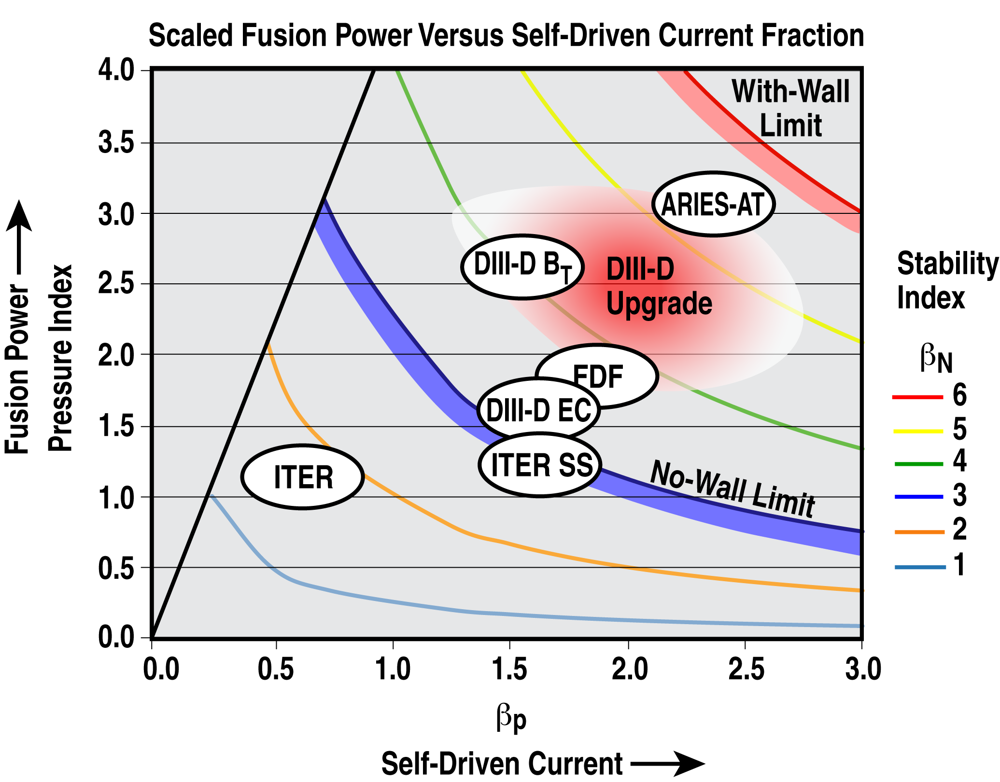 Scaled Fusion Power Versus Self-Driven Current Fraction
Fusion Power
Pressure Index
4.0
3.5
3.0
2.5
2.0
1.5
1.0
0.5
0.0
With-Wall
Limit
ARIES-AT
DIII-D B_T
DIII-D
Upgrade
FDF
DIII-D EC
ITER SS
ITER
No-Wall Limit
0.0 0.5 1.0 1.5 2.0 2.5 3.0
βp
Self-Driven Current
Stability
Index
βN
6
5
4
3
2
1